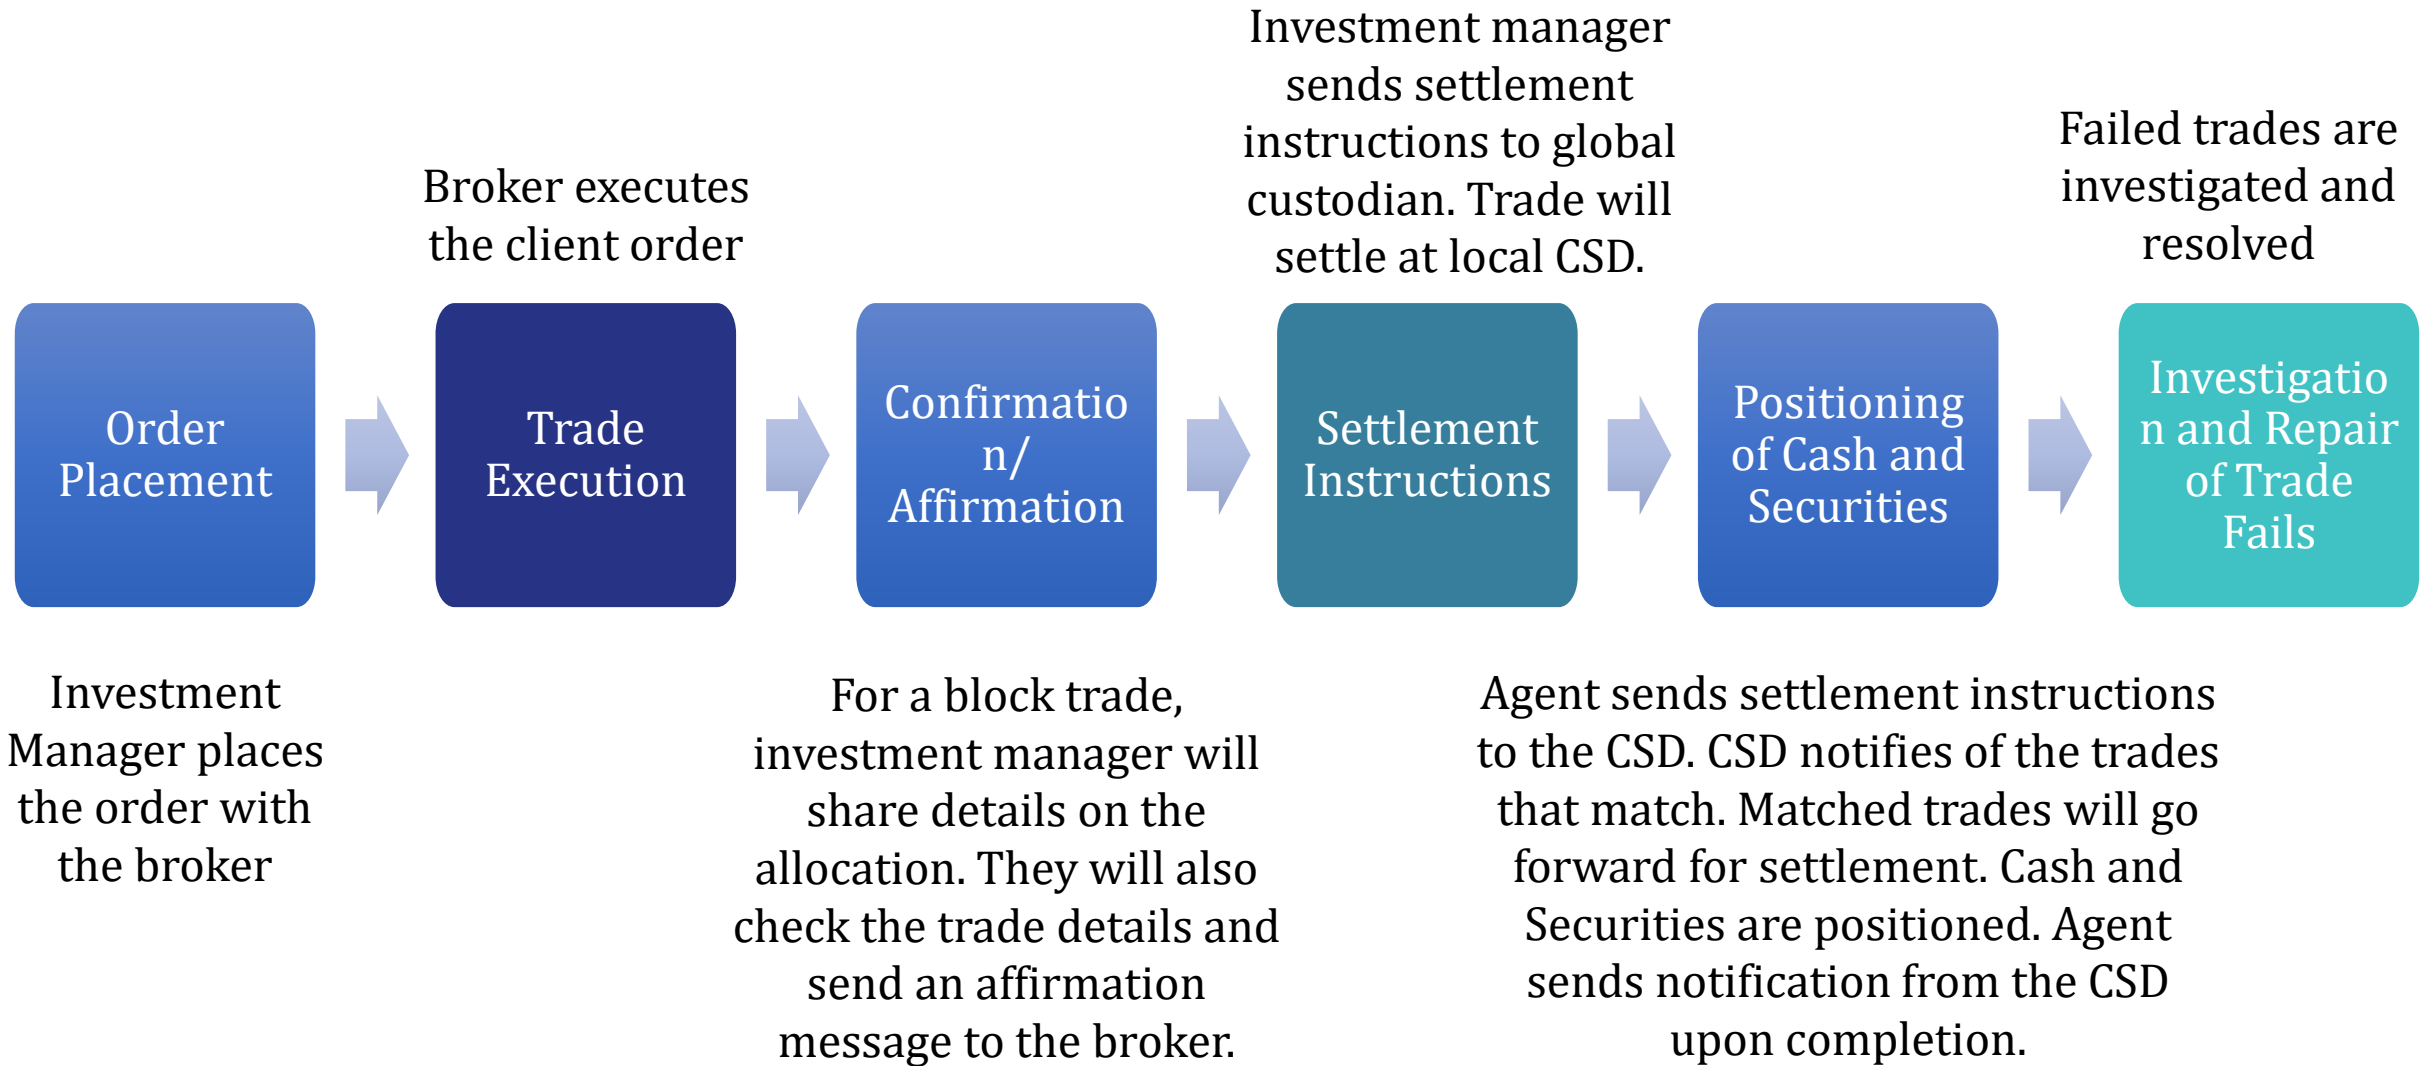 Investment manager
sends settlement
instructions to global
custodian. Trade will
settle at local CSD.
Failed trades are
investigated and
resolved
Broker executes
the client order
Order
Placement
Trade
Execution
Confirmatio
n/
Affirmation
Settlement
Instructions
Positioning
of Cash and
Securities
Investigatio
n and Repair
of Trade
Fails
Investment
Manager places
the order with
the broker
For a block trade,
investment manager will
share details on the
allocation. They will also
check the trade details and
send an affirmation
message to the broker.
Agent sends settlement instructions
to the CSD. CSD notifies of the trades
that match. Matched trades will go
forward for settlement. Cash and
Securities are positioned. Agent
sends notification from the CSD
upon completion.